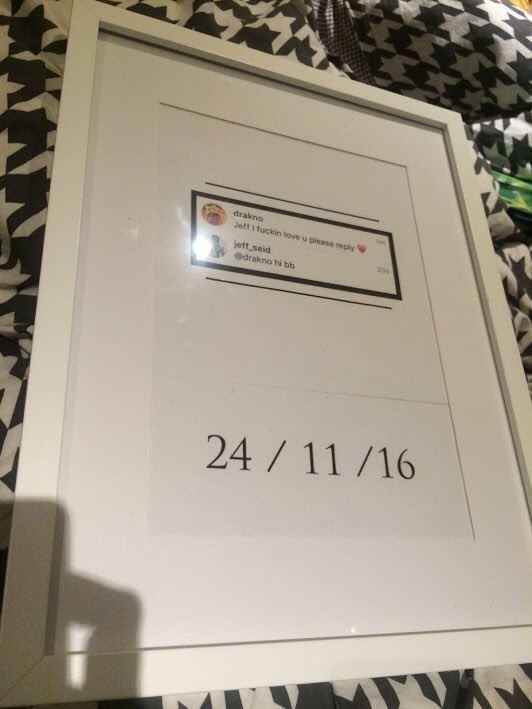 drakno
Jeff i fuckin love u please reply ❤️
jeff_seid
@drakno hi bb
24 / 11 /16